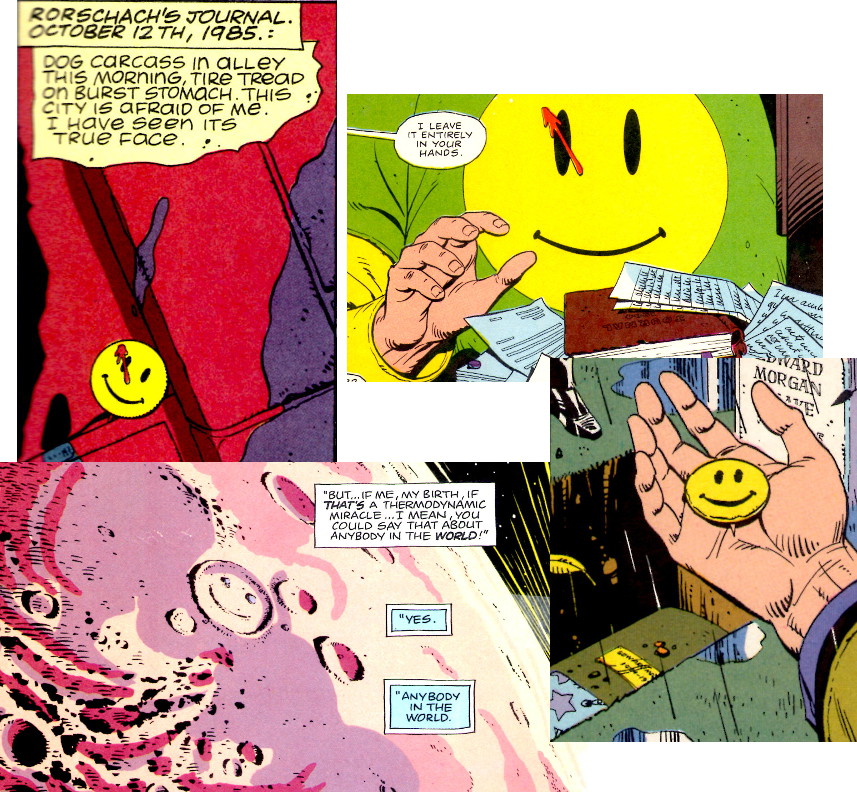 RORSCHACH'S JOURNAL.
OCTOBER 12TH, 1985.:
DOG CARCASS IN ALLEY
THIS MORNING, TIRE TREAD
ON BURST STOMACH. THIS
CITY IS AFRAID OF ME.
I HAVE SEEN ITS
TRUE FACE.
I LEAVE
IT ENTIRELY
IN YOUR
HANDS.
MORGAN
"BUT...IF ME, MY BIRTH, IF
THAT'S A THERMODYNAMIC
MIRACLE...I MEAN, YOU
COULD SAY THAT ABOUT
ANYBODY IN THE WORLD!"
"YES.
"ANYBODY
IN THE
WORLD.